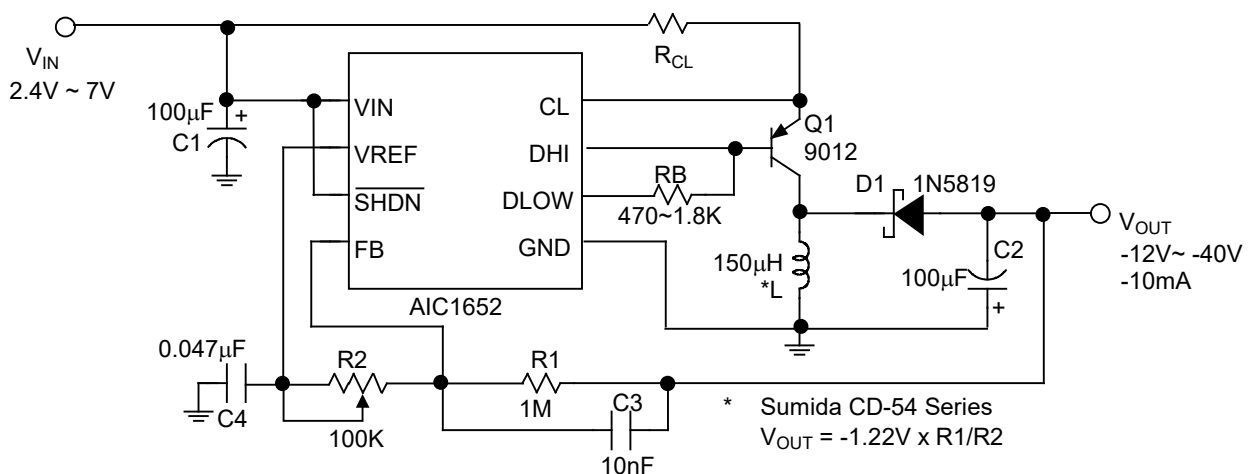 V_IN
2.4V ~ 7V
R_CL
100μF
+
C1
VIN
CL
VREF
DHI
SHDN
DLOW
FB
GND
AIC1652
RB
470~1.8K
Q1
9012
D1
1N5819
150μH
*L
C2
100μF
+
V_OUT
-12V~ -40V
-10mA
0.047μF
C4
R2
100K
R1
1M
C3
10nF
* Sumida CD-54 Series
V_OUT = -1.22V x R1/R2